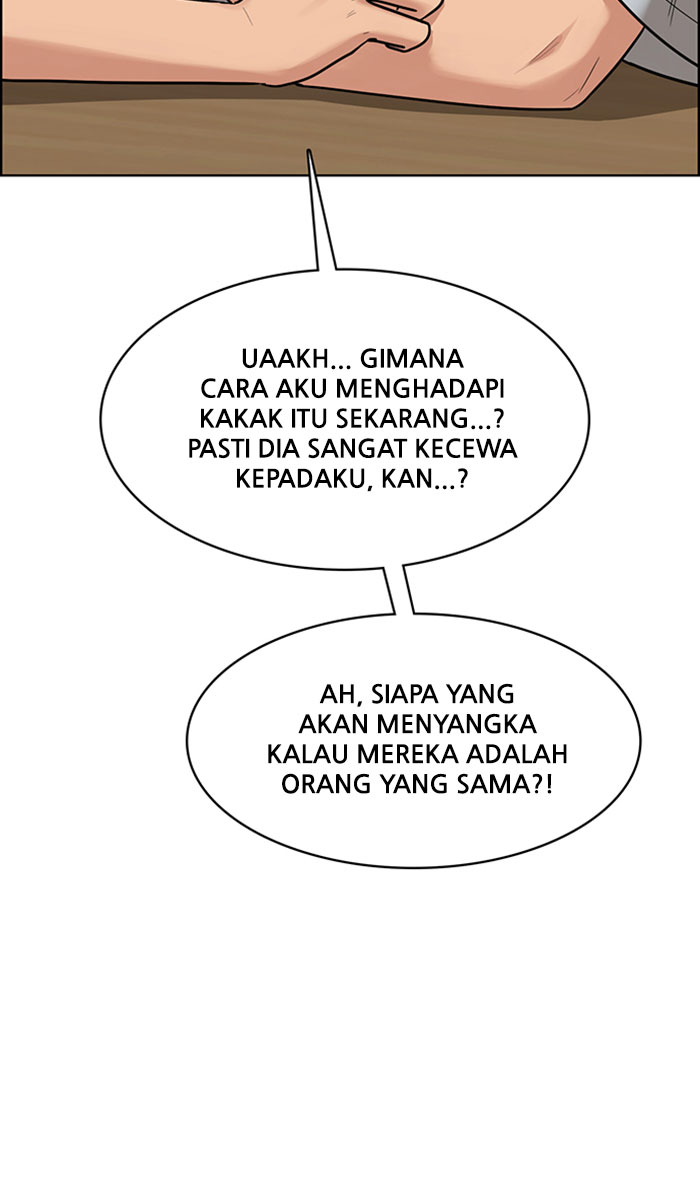 UAAKH... GIMANA
CARA AKU MENGHADAPI
KAKAK ITU SEKARANG...?
PASTI DIA SANGAT KECEWA
KEPADAKU, KAN...?
AH, SIAPA YANG
AKAN MENYANGKA
KALAU MEREKA ADALAH
ORANG YANG SAMA?!